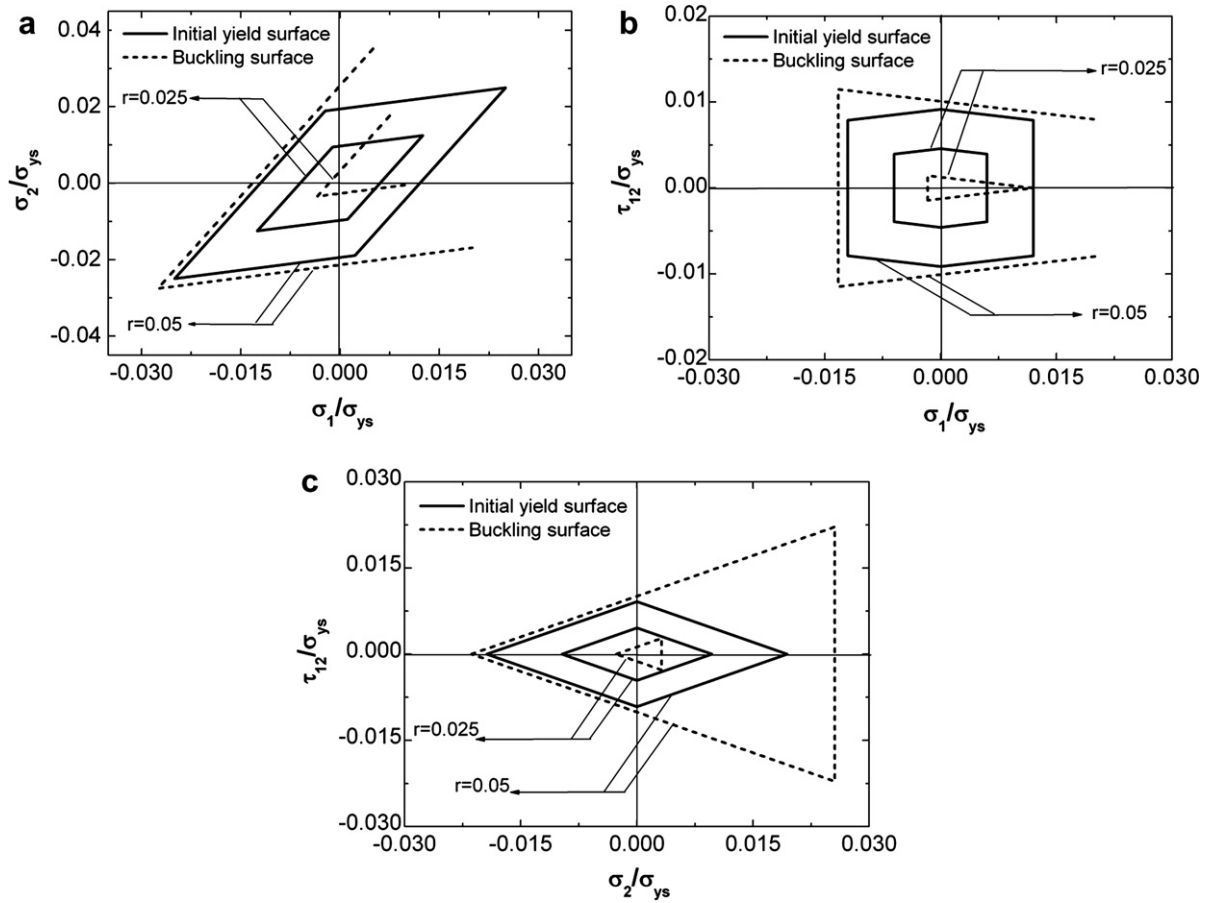 a
Initial yield surface
Buckling surface
r=0.025
r=0.05
σ2/σys
0.04
0.02
0.00
-0.02
-0.04
-0.030 -0.015 0.000 0.015 0.030
σ1/σys
b
Initial yield surface
Buckling surface
r=0.025
r=0.05
τ12/σys
0.02
0.01
0.00
-0.01
-0.02
-0.030 -0.015 0.000 0.015 0.030
σ1/σys
c
Initial yield surface
Buckling surface
r=0.025
r=0.05
τ12/σys
0.030
0.015
0.000
-0.015
-0.030
-0.030 -0.015 0.000 0.015 0.030
σ2/σys